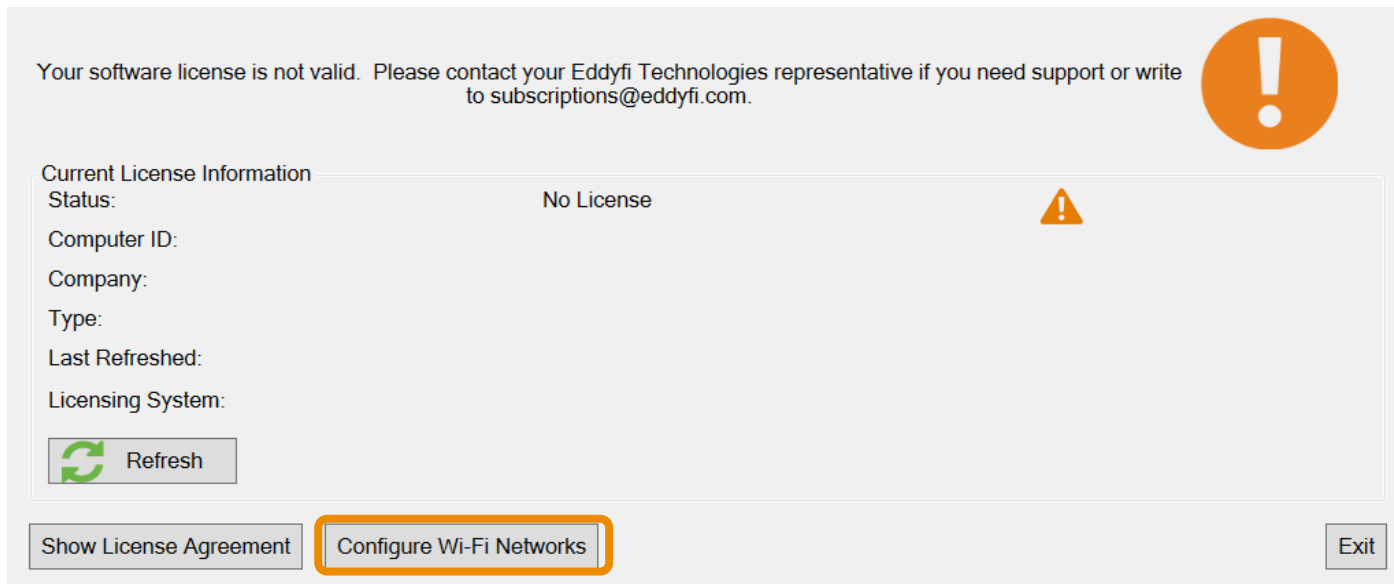 Your software license is not valid.  Please contact your Eddyfi Technologies representative if you need support or write
to subscriptions@eddyfi.com.
Current License Information
Status:
No License
Computer ID:
Company:
Type:
Last Refreshed:
Licensing System:
Refresh
Show License Agreement
Configure Wi-Fi Networks
Exit